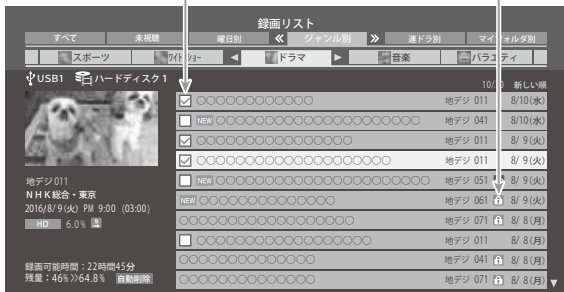 録画リスト
すべて 未視聴 曜日別 ≪ ジャンル別 ≫ 連ドラ別 マイフォルダ別
スポーツ ワイドショー ◀ ドラマ ▶ 音楽 バラエティ
USB1 ハードディスク1
新しい順
○○○○○○○○○○○○ 地デジ 011 8/10(水)
NEW ○○○○○○○○○○○○○○○○○○○○○ 地デジ 041 8/10(水)
○○○○○○○○○○○○○○○○ 地デジ 011 8/ 9(火)
○○○○○○○○○○○○○○○○○○○○ 地デジ 011 8/ 9(火)
NEW ○○○○○○○○○○○○○○○○○○○○○○ 地デジ 051 8/ 9(火)
NEW ○○○○○○○○○○○○○○ 地デジ 061 8/ 9(火)
○○○○○○○○○○○○○○○○○○ 地デジ 071 8/ 8(月)
○○○○○○○○○○○○○○○○○○ 地デジ 011 8/ 8(月)
○○○○○○○○○○○○○○ 地デジ 041 8/ 8(月)
○○○○○○○○○○○○○○○○ 地デジ 071 8/ 8(月)
地デジ011
NHK総合・東京
2016/8/ 9(火) PM 9:00 (03:00)
HD 6.0%
録画可能時間：22時間45分
残量：46%≫64.8% 自動削除